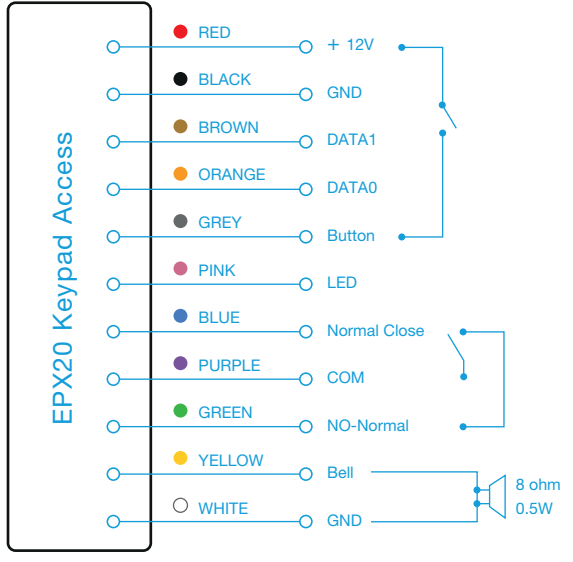 EPX20 Keypad Access
RED
+ 12V
BLACK
GND
BROWN
DATA1
ORANGE
DATA0
GREY
Button
PINK
LED
BLUE
Normal Close
PURPLE
COM
GREEN
NO-Normal
YELLOW
Bell
8 ohm
0.5W
WHITE
GND